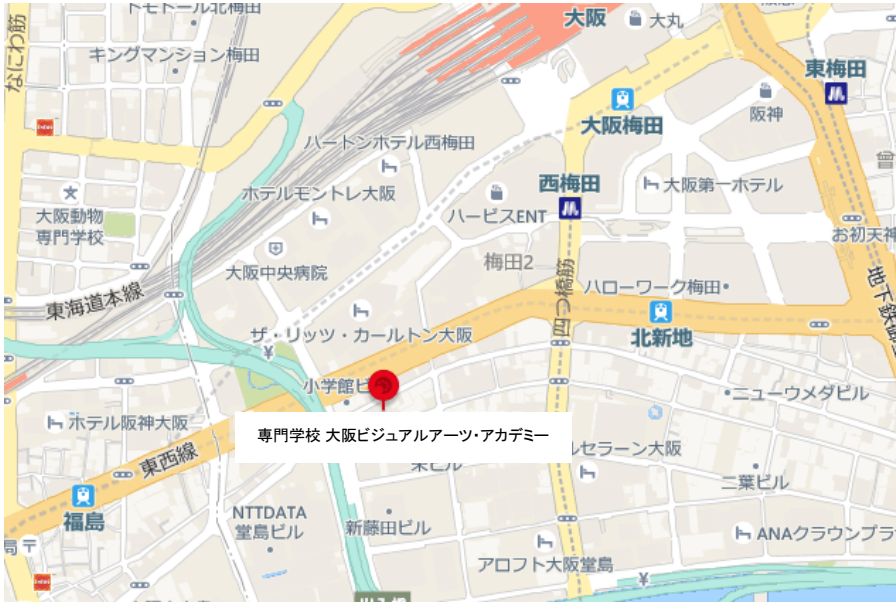 トモトール北梅田
大阪
大丸
なにわ筋
キングマンション梅田
東梅田
阪神
大阪梅田
ハートンホテル西梅田
西梅田
大阪第一ホテル
ホテルモントレ大阪
大阪動物
専門学校
ハービスENT
お初天神
大阪中央病院
梅田2
四つ橋筋
ハローワーク梅田
地下鉄
東海道本線
ザ・リッツ・カールトン大阪
北新地
小学館ビ
ニューウメダビル
ホテル阪神大阪
専門学校 大阪ビジュアルアーツ・アカデミー
ルセラーン大阪
東西線
二葉ビル
福島
NTTDATA
堂島ビル
新藤田ビル
ANAクラウンプラ
局
アロフト大阪堂島